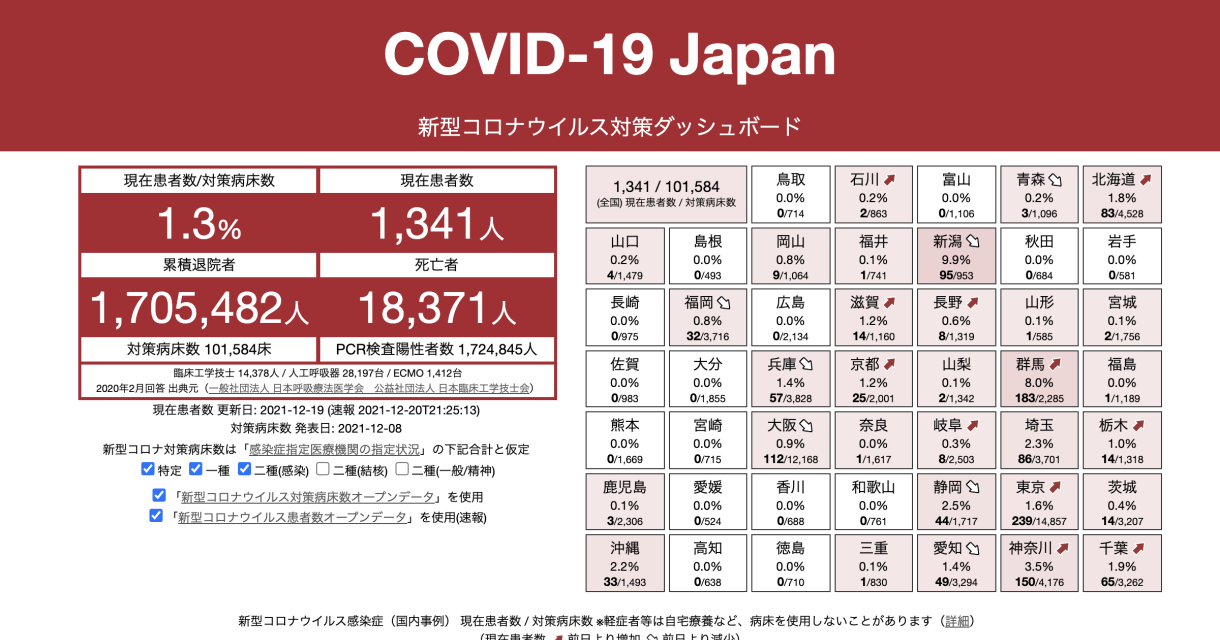 COVID-19 Japan
新型コロナウイルス対策ダッシュボード
現在患者数/対策病床数
現在患者数
1.3%
1,341人
累積退院者
死亡者
1,705,482人
18,371人
対策病床数 101,584床
PCR検査陽性者数 1,724,845人
臨床工学技士 14,378人 / 人工呼吸器 28,197台 / ECMO 1,412台
2020年2月回答 出典元（一般社団法人 日本呼吸療法医学会　公益社団法人 日本臨床工学技士会）
現在患者数 更新日: 2021-12-19 (速報 2021-12-20T21:25:13)
対策病床数 発表日: 2021-12-08
新型コロナ対策病床数は「感染症指定医療機関の指定状況」の下記合計と仮定
特定 一種 二種(感染) 二種(結核) 二種(一般/精神)
「新型コロナウイルス対策病床数オープンデータ」を使用
「新型コロナウイルス患者数オープンデータ」を使用(速報)
1,341 / 101,584
(全国) 現在患者数 / 対策病床数
鳥取
0.0%
0/714
石川
0.2%
2/863
富山
0.0%
0/1,106
青森
0.2%
3/1,096
北海道
1.8%
83/4,528
山口
0.2%
4/1,479
島根
0.0%
0/493
岡山
0.8%
9/1,064
福井
0.1%
1/741
新潟
9.9%
95/953
秋田
0.0%
0/684
岩手
0.0%
0/581
長崎
0.0%
0/975
福岡
0.8%
32/3,716
広島
0.0%
0/2,134
滋賀
1.2%
14/1,160
長野
0.6%
8/1,319
山形
0.1%
1/585
宮城
0.1%
2/1,756
佐賀
0.0%
0/983
大分
0.0%
0/1,855
兵庫
1.4%
57/3,828
京都
1.2%
25/2,001
山梨
0.1%
2/1,342
群馬
8.0%
183/2,285
福島
0.0%
1/1,189
熊本
0.0%
0/1,669
宮崎
0.0%
0/715
大阪
0.9%
112/12,168
奈良
0.0%
1/1,617
岐阜
0.3%
8/2,503
埼玉
2.3%
86/3,701
栃木
1.0%
14/1,318
鹿児島
0.1%
3/2,306
愛媛
0.0%
0/524
香川
0.0%
0/688
和歌山
0.0%
0/761
静岡
2.5%
44/1,717
東京
1.6%
239/14,857
茨城
0.4%
14/3,207
沖縄
2.2%
33/1,493
高知
0.0%
0/638
徳島
0.0%
0/710
三重
0.1%
1/830
愛知
1.4%
49/3,294
神奈川
3.5%
150/4,176
千葉
1.9%
65/3,262
新型コロナウイルス感染症（国内事例） 現在患者数 / 対策病床数 ※軽症者等は自宅療養など、病床を使用しないことがあります（詳細）
（現在患者数 前日より増加 前日より減少）